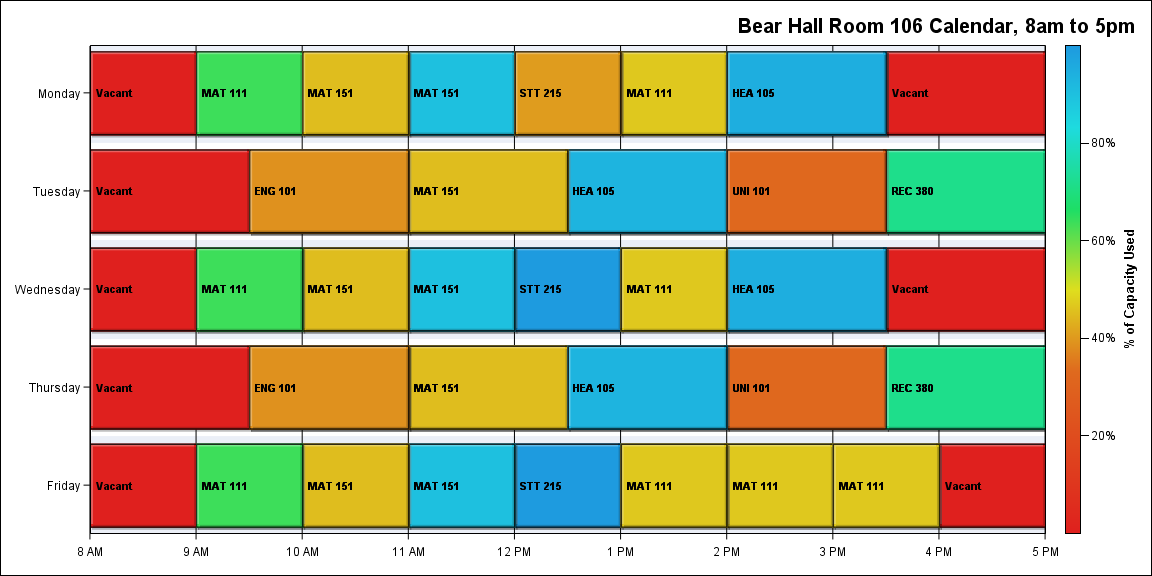 Bear Hall Room 106 Calendar, 8am to 5pm
Monday
Vacant
MAT 111
MAT 151
MAT 151
STT 215
MAT 111
HEA 105
Vacant
Tuesday
Vacant
ENG 101
MAT 151
HEA 105
UNI 101
REC 380
Wednesday
Vacant
MAT 111
MAT 151
MAT 151
STT 215
MAT 111
HEA 105
Vacant
Thursday
Vacant
ENG 101
MAT 151
HEA 105
UNI 101
REC 380
Friday
Vacant
MAT 111
MAT 151
MAT 151
STT 215
MAT 111
MAT 111
MAT 111
Vacant
8 AM
9 AM
10 AM
11 AM
12 PM
1 PM
2 PM
3 PM
4 PM
5 PM
80%
60%
40%
20%
% of Capacity Used